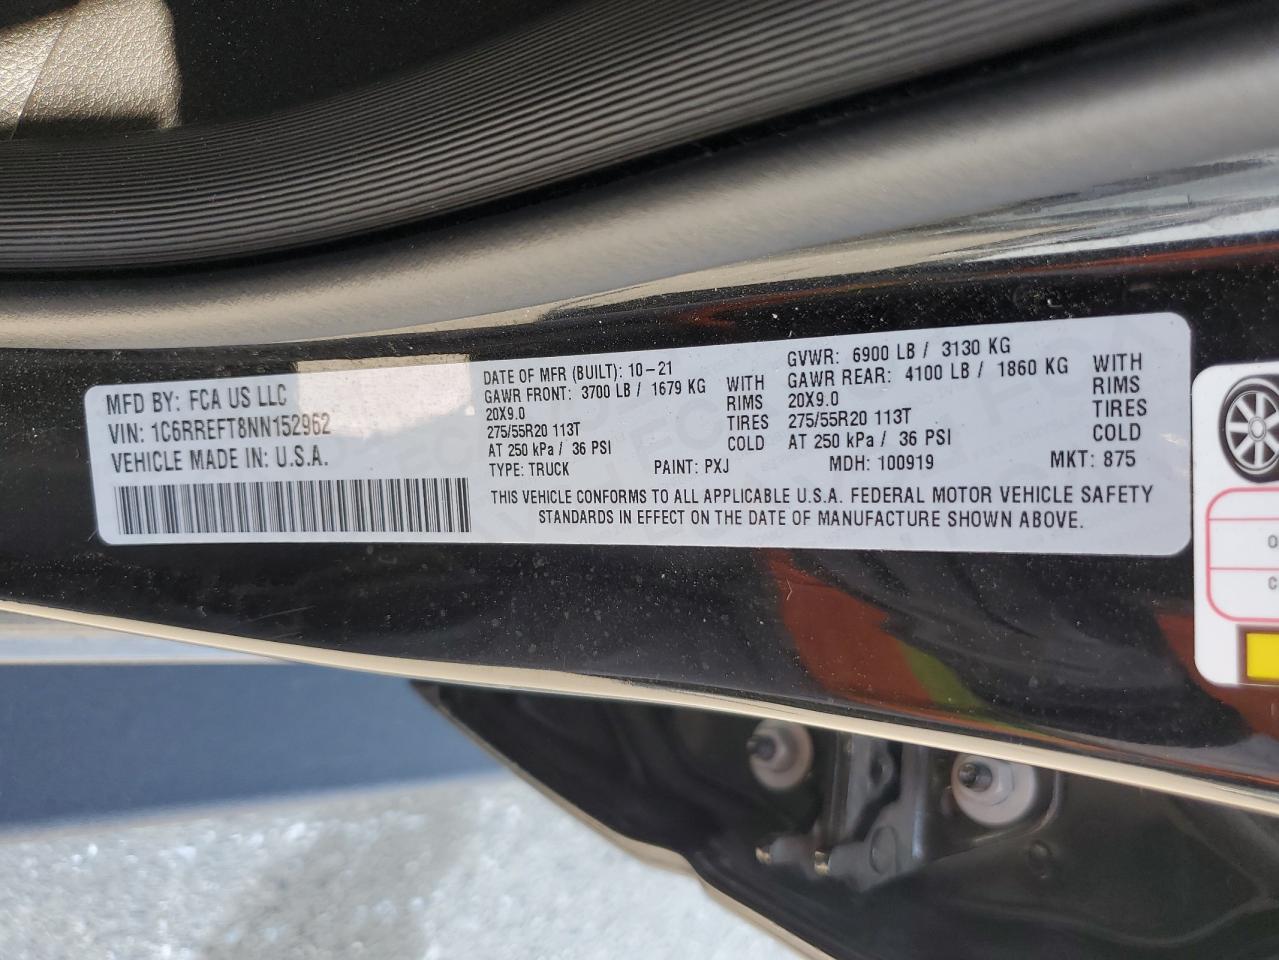 MFD BY: FCA US LLC
VIN: 1C6RREFT8NN152962
VEHICLE MADE IN: U.S.A.
DATE OF MFR (BUILT): 10-21
GAWR FRONT: 3700 LB / 1679 KG WITH
20X9.0 RIMS
275/55R20 113T TIRES
AT 250 kPa / 36 PSI COLD
GVWR: 6900 LB / 3130 KG
GAWR REAR: 4100 LB / 1860 KG WITH
20X9.0 RIMS
275/55R20 113T TIRES
AT 250 kPa / 36 PSI COLD
TYPE: TRUCK PAINT: PXJ MDH: 100919 MKT: 875
THIS VEHICLE CONFORMS TO ALL APPLICABLE U.S.A. FEDERAL MOTOR VEHICLE SAFETY
STANDARDS IN EFFECT ON THE DATE OF MANUFACTURE SHOWN ABOVE.